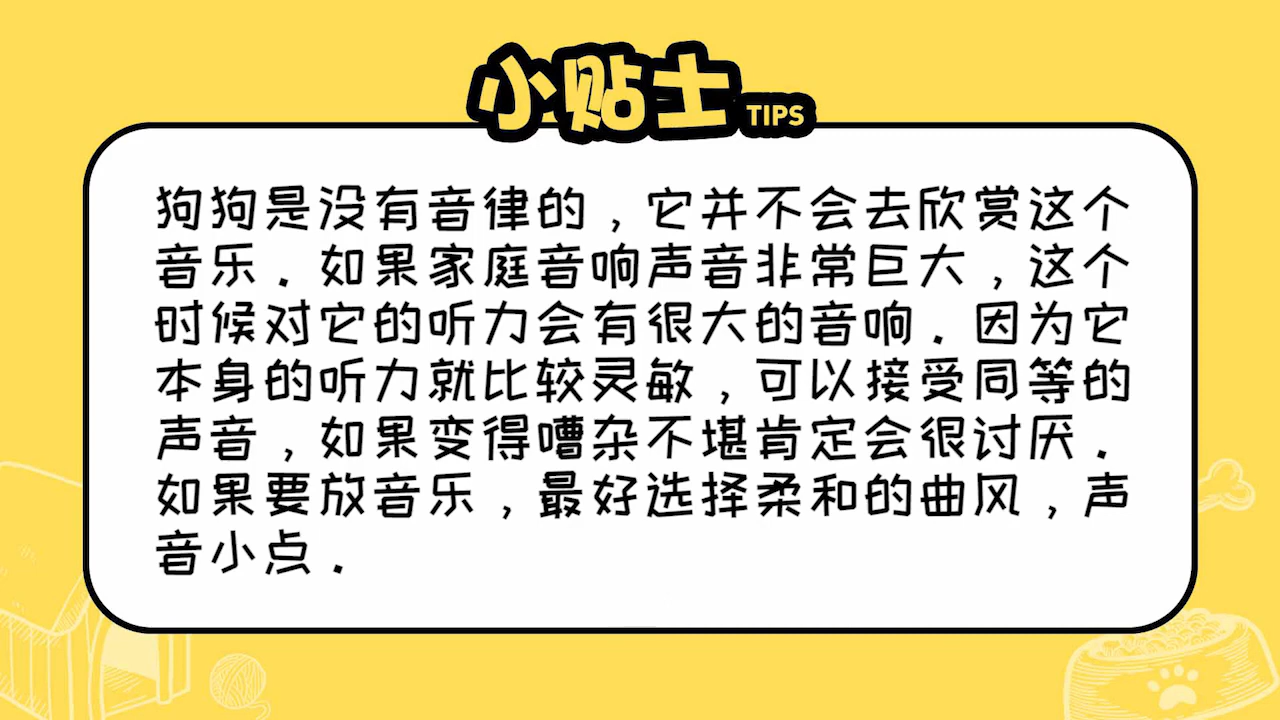 小贴士 TIPS
狗狗是没有音律的，它并不会去欣赏这个
音乐．如果家庭音响声音非常巨大，这个
时候对它的听力会有很大的音响．因为它
本身的听力就比较灵敏，可以接受同等的
声音，如果变得嘈杂不堪肯定会很讨厌．
如果要放音乐，最好选择柔和的曲风，声
音小点．